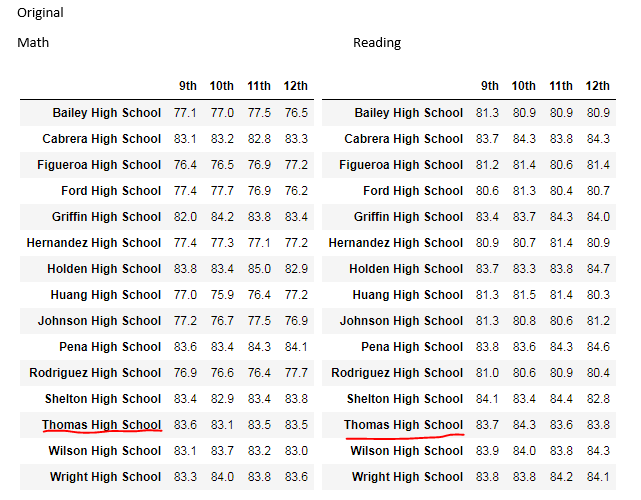 Original
Math Reading
9th 10th 11th 12th 9th 10th 11th 12th
Bailey High School 77.1 77.0 77.5 76.5 Bailey High School 81.3 80.9 80.9 80.9
Cabrera High School 83.1 83.2 82.8 83.3 Cabrera High School 83.7 84.3 83.8 84.3
Figueroa High School 76.4 76.5 76.9 77.2 Figueroa High School 81.2 81.4 80.6 81.4
Ford High School 77.4 77.7 76.9 76.2 Ford High School 80.6 81.3 80.4 80.7
Griffin High School 82.0 84.2 83.8 83.4 Griffin High School 83.4 83.7 84.3 84.0
Hernandez High School 77.4 77.3 77.1 77.2 Hernandez High School 80.9 80.7 81.4 80.9
Holden High School 83.8 83.4 85.0 82.9 Holden High School 83.7 83.3 83.8 84.7
Huang High School 77.0 75.9 76.4 77.2 Huang High School 81.3 81.5 81.4 80.3
Johnson High School 77.2 76.7 77.5 76.9 Johnson High School 81.3 80.8 80.6 81.2
Pena High School 83.6 83.4 84.3 84.1 Pena High School 83.8 83.6 84.3 84.6
Rodriguez High School 76.9 76.6 76.4 77.7 Rodriguez High School 81.0 80.6 80.9 80.4
Shelton High School 83.4 82.9 83.4 83.8 Shelton High School 84.1 83.4 84.4 82.8
Thomas High School 83.6 83.1 83.5 83.5 Thomas High School 83.7 84.3 83.6 83.8
Wilson High School 83.1 83.7 83.2 83.0 Wilson High School 83.9 84.0 83.8 84.3
Wright High School 83.3 84.0 83.8 83.6 Wright High School 83.8 83.8 84.2 84.1